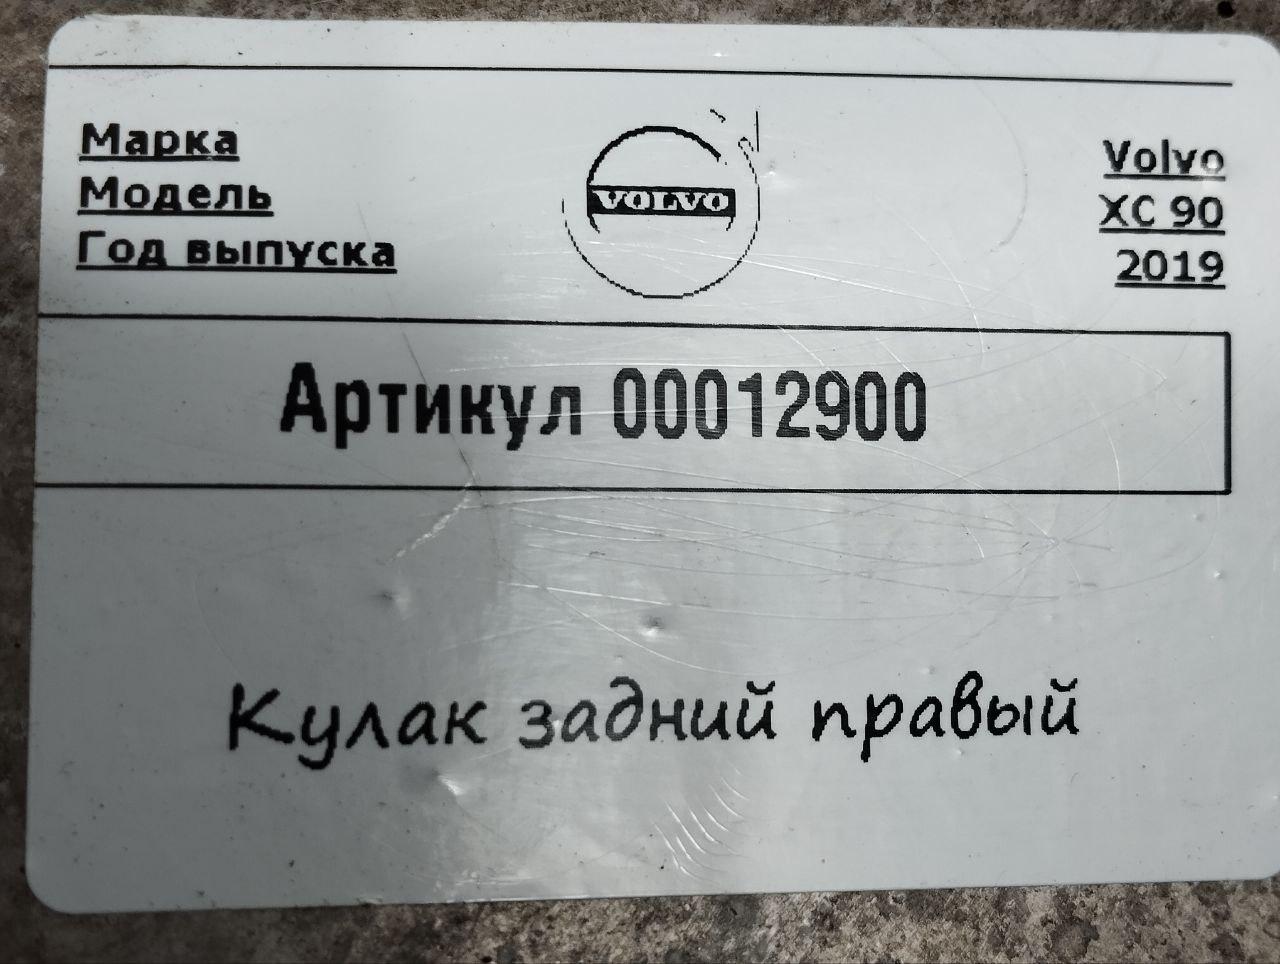 Марка
Модель
Год выпуска
VOLVO
Volvo
XC 90
2019
Артикул 00012900
Кулак задний правый